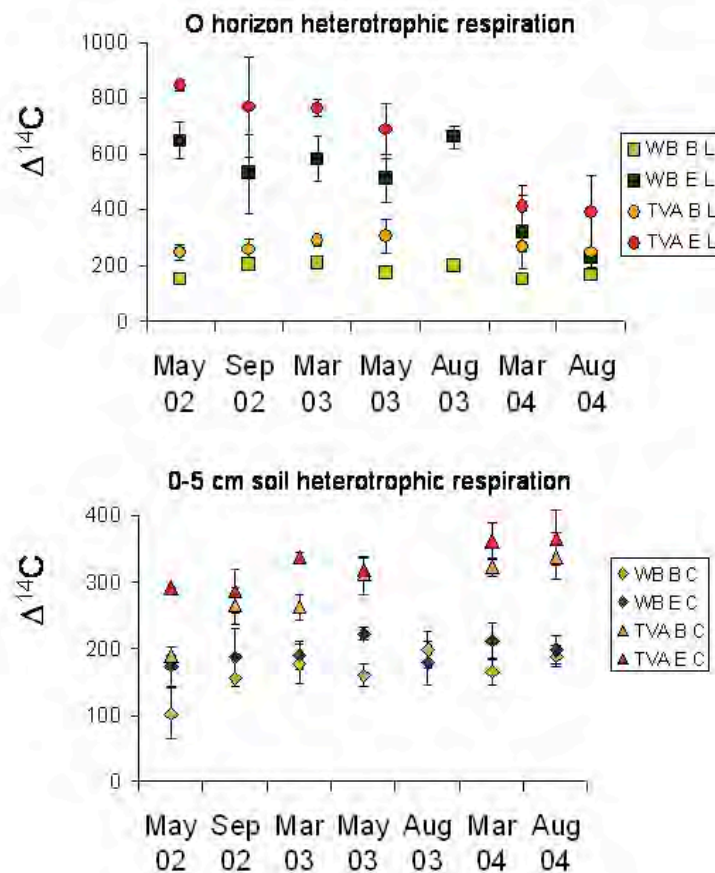 O horizon heterotrophic respiration
1000
800
600
400
200
0
Δ¹⁴C
WB B L
WB E L
TVA B L
TVA E L
May Sep Mar May Aug Mar Aug
02 02 03 03 03 04 04
0-5 cm soil heterotrophic respiration
400
300
200
100
0
Δ¹⁴C
WB B C
WB E C
TVA B C
TVA E C
May Sep Mar May Aug Mar Aug
02 02 03 03 03 04 04